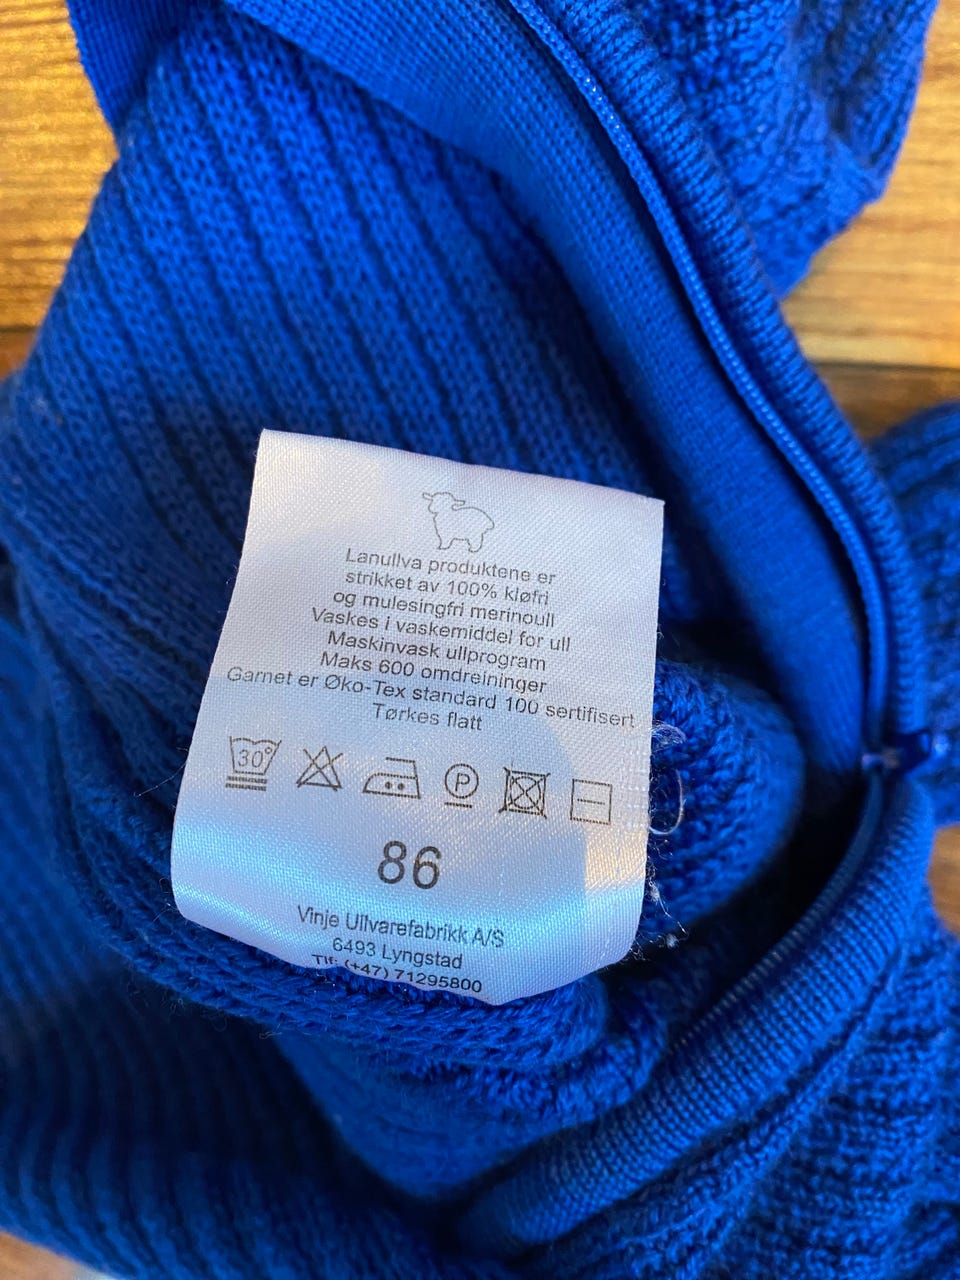 Lanullva produktene er
strikket av 100% kløfri
og mulesingfri merinoull
Vaskes i vaskemiddel for ull
Maskinvask ullprogram
Maks 600 omdreininger
Garnet er Øko-Tex standard 100 sertifisert
Tørkes flatt
30° P
86
Vinje Ullvarefabrikk A/S
6493 Lyngstad
Tlf: (+47) 71295800